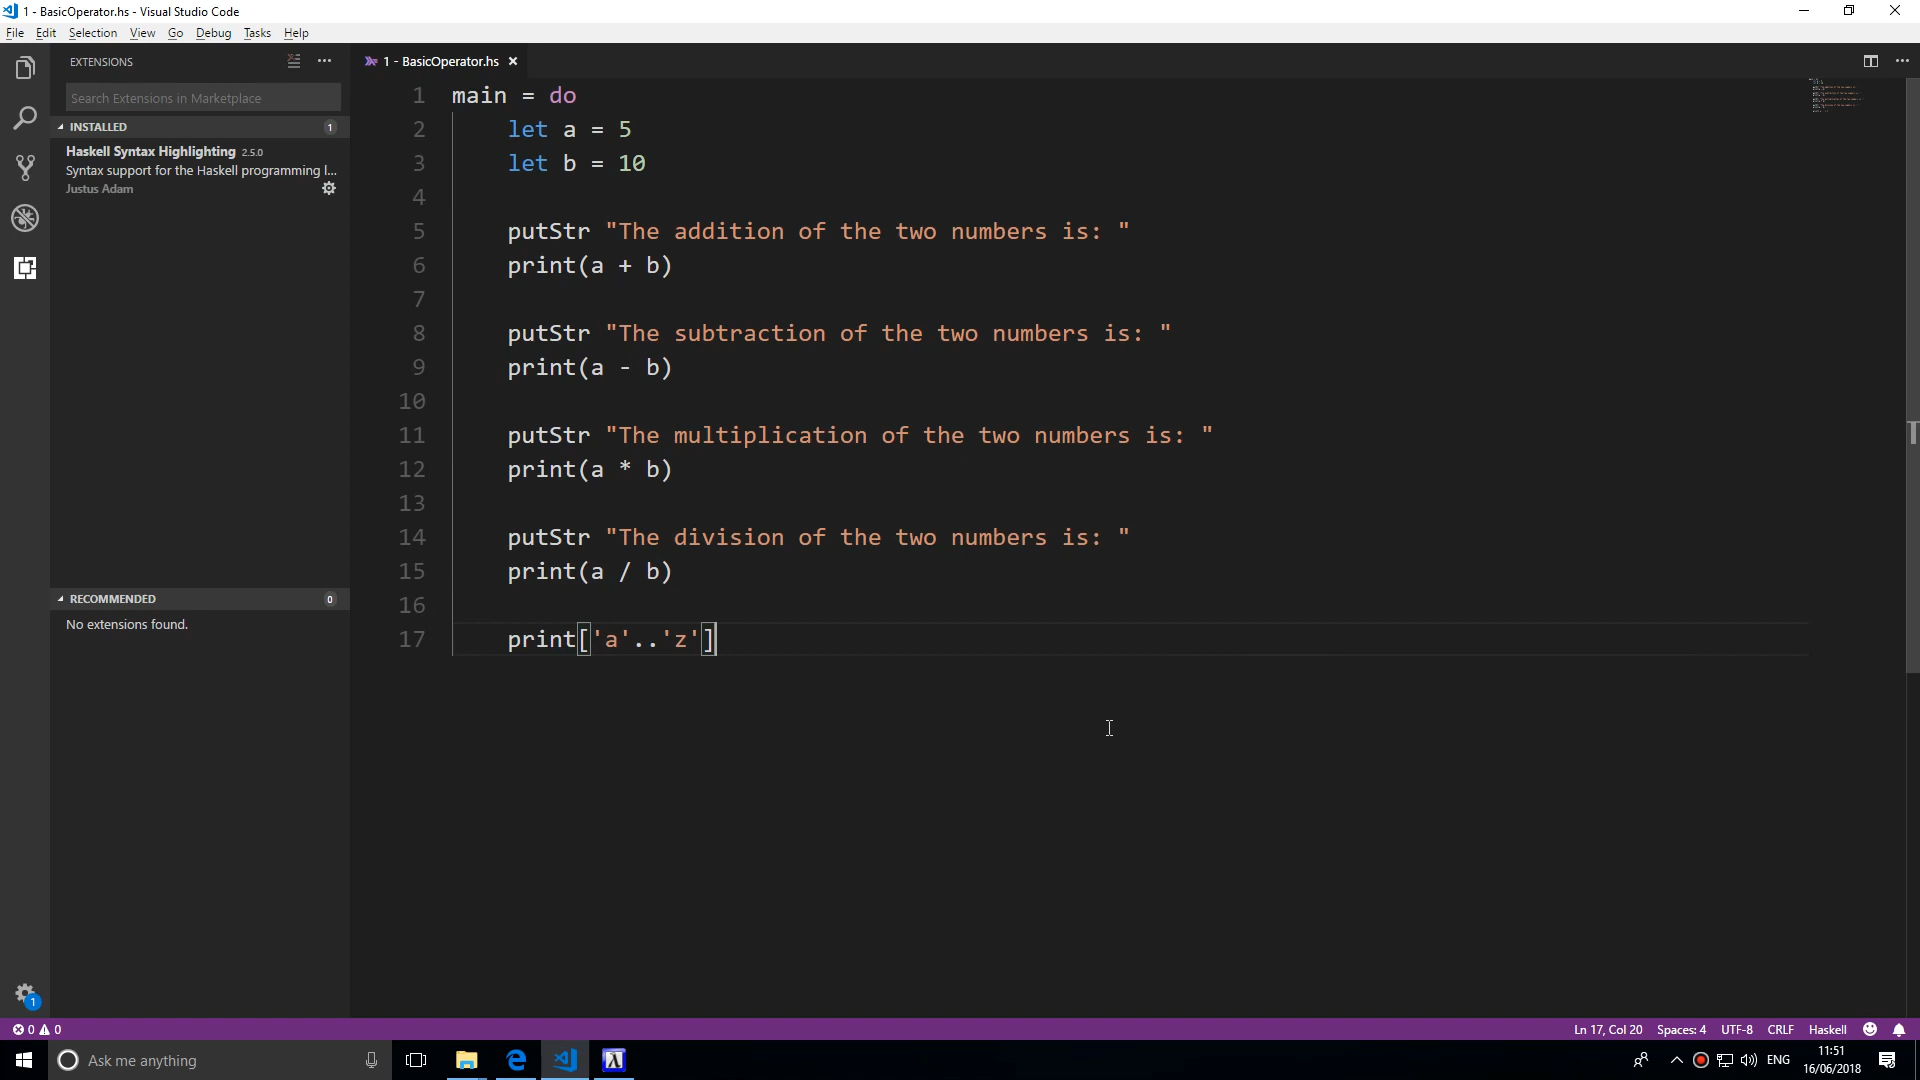 1 - BasicOperator.hs - Visual Studio Code
File Edit Selection View Go Debug Tasks Help
EXTENSIONS
Search Extensions in Marketplace
INSTALLED 1
Haskell Syntax Highlighting 2.5.0
Syntax support for the Haskell programming l...
Justus Adam
RECOMMENDED 0
No extensions found.
1 - BasicOperator.hs
1 main = do
2 let a = 5
3 let b = 10
4
5 putStr "The addition of the two numbers is: "
6 print(a + b)
7
8 putStr "The subtraction of the two numbers is: "
9 print(a - b)
10
11 putStr "The multiplication of the two numbers is: "
12 print(a * b)
13
14 putStr "The division of the two numbers is: "
15 print(a / b)
16
17 print['a'..'z']
1
0 0 Ln 17, Col 20 Spaces: 4 UTF-8 CRLF Haskell
Ask me anything
ENG
11:51
16/06/2018